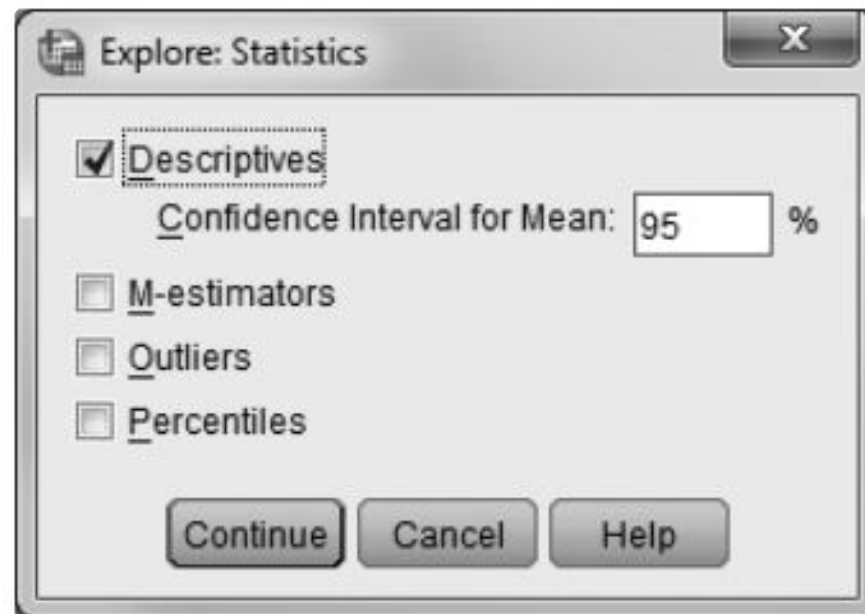 Explore: Statistics
Descriptives
Confidence Interval for Mean: 95 %
M-estimators
Outliers
Percentiles
Continue Cancel Help